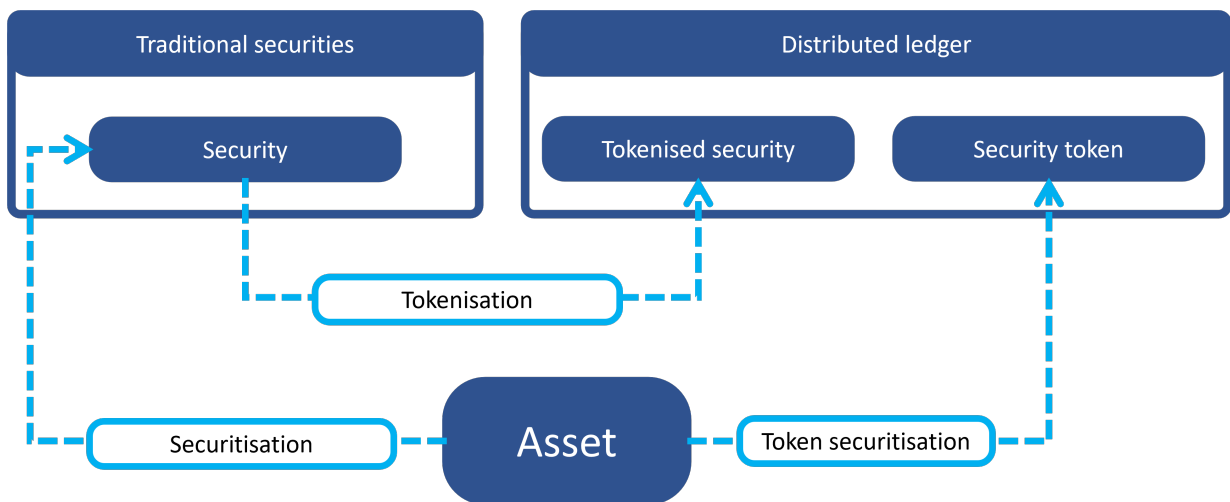 Traditional securities
Distributed ledger
Security
Tokenised security
Security token
Tokenisation
Securitisation
Asset
Token securitisation